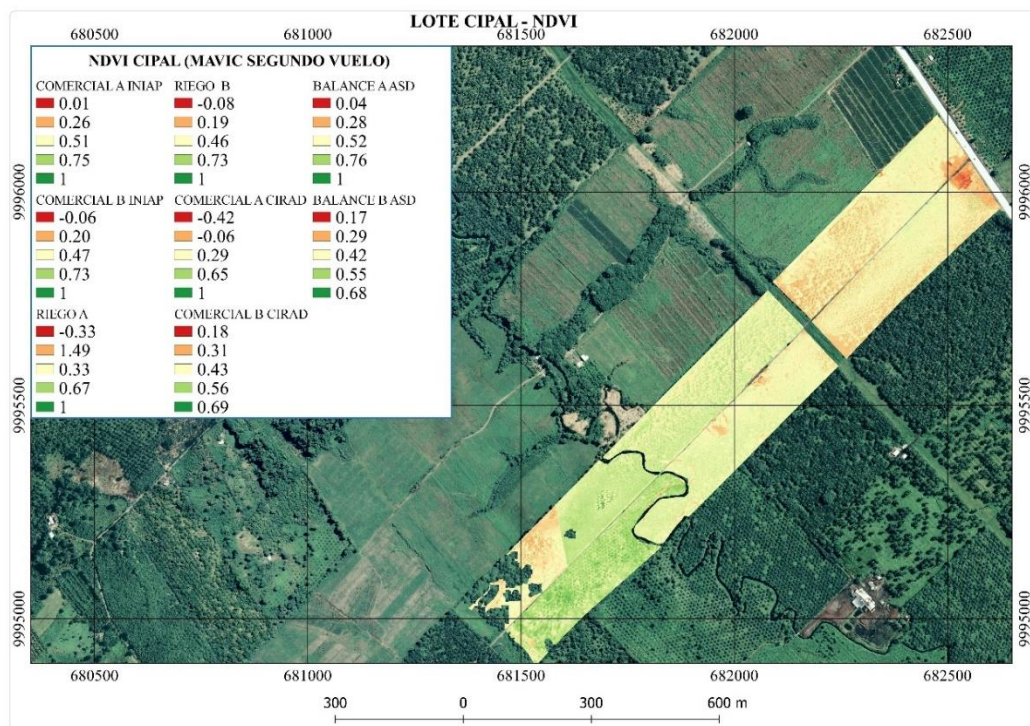 LOTE CIPAL - NDVI
680500 681000 681500 682000 682500
NDVI CIPAL (MAVIC SEGUNDO VUELO)
COMERCIAL A INIAP RIEGO B BALANCE A ASD
0.01 -0.08 0.04
0.26 0.19 0.28
0.51 0.46 0.52
0.75 0.73 0.76
1 1 1
COMERCIAL B INIAP COMERCIAL A CIRAD BALANCE B ASD
-0.06 -0.42 0.17
0.20 -0.06 0.29
0.47 0.29 0.42
0.73 0.65 0.55
1 1 0.68
RIEGO A COMERCIAL B CIRAD
-0.33 0.18
1.49 0.31
0.33 0.43
0.67 0.56
1 0.69
9996000 9996000
9995500 9995500
9995000 9995000
680500 681000 681500 682000 682500
300 0 300 600 m